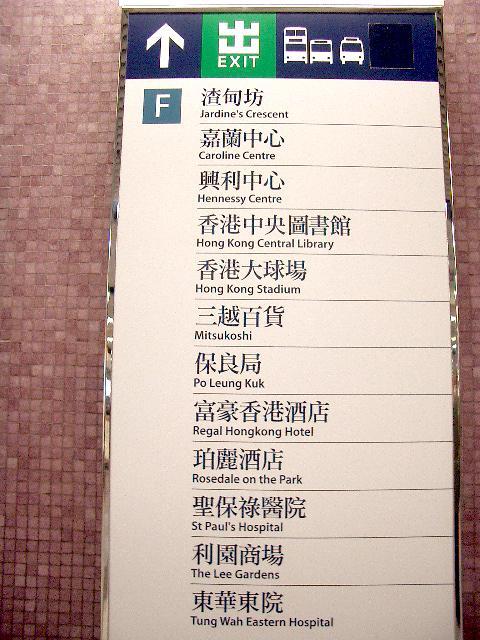 出
EXIT
F
渣甸坊
Jardine's Crescent
嘉蘭中心
Caroline Centre
興利中心
Hennessy Centre
香港中央圖書館
Hong Kong Central Library
香港大球場
Hong Kong Stadium
三越百貨
Mitsukoshi
保良局
Po Leung Kuk
富豪香港酒店
Regal Hongkong Hotel
珀麗酒店
Rosedale on the Park
聖保祿醫院
St Paul's Hospital
利園商場
The Lee Gardens
東華東院
Tung Wah Eastern Hospital